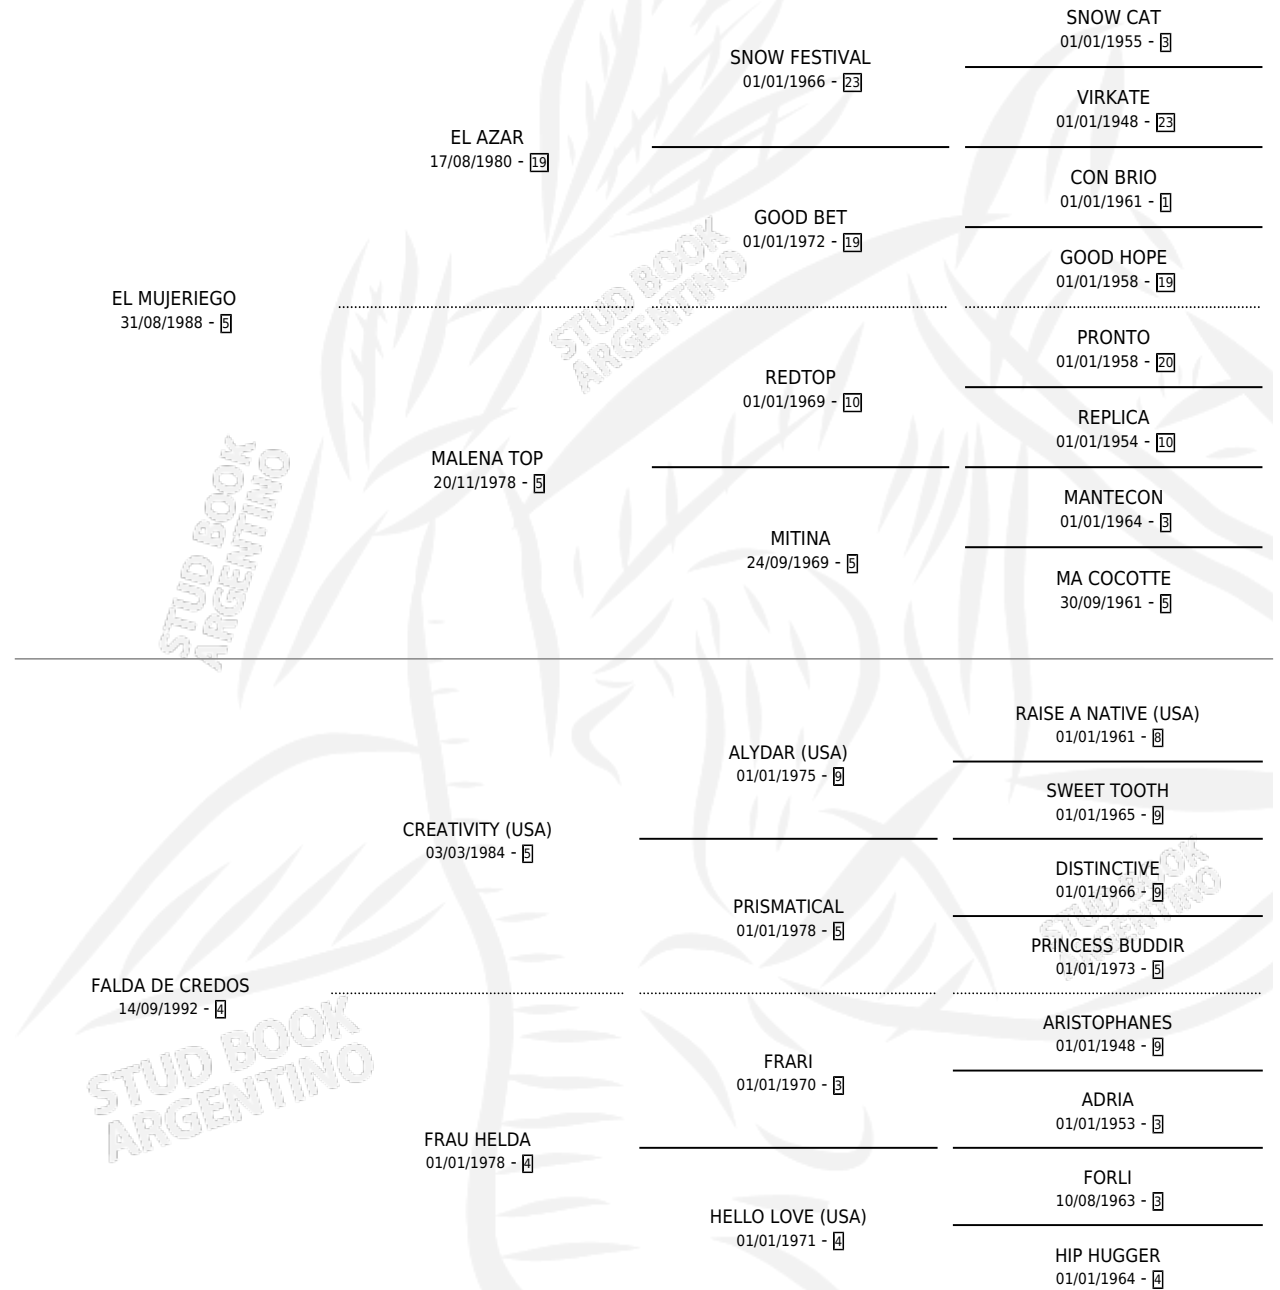 SNOW CAT
01/01/1955 - 3
SNOW FESTIVAL
01/01/1966 - 23
VIRKATE
01/01/1948 - 23
EL AZAR
17/08/1980 - 19
CON BRIO
01/01/1961 - 1
GOOD BET
01/01/1972 - 19
GOOD HOPE
01/01/1958 - 19
EL MUJERIEGO
31/08/1988 - 5
STUD BOOK
ARGENTINO
PRONTO
01/01/1958 - 20
REDTOP
01/01/1969 - 10
REPLICA
01/01/1954 - 10
MALENA TOP
20/11/1978 - 5
MANTECON
01/01/1964 - 3
MITINA
24/09/1969 - 5
MA COCOTTE
30/09/1961 - 5
STUD BOOK
ARGENTINO
RAISE A NATIVE (USA)
01/01/1961 - 8
ALYDAR (USA)
01/01/1975 - 9
SWEET TOOTH
01/01/1965 - 9
CREATIVITY (USA)
03/03/1984 - 5
DISTINCTIVE
01/01/1966 - 9
PRISMATICAL
01/01/1978 - 5
PRINCESS BUDDIR
01/01/1973 - 5
STUD BOOK
ARGENTINO
FALDA DE CREDOS
14/09/1992 - 4
STUD BOOK
ARGENTINO
ARISTOPHANES
01/01/1948 - 9
FRARI
01/01/1970 - 3
ADRIA
01/01/1953 - 3
FRAU HELDA
01/01/1978 - 4
FORLI
10/08/1963 - 3
HELLO LOVE (USA)
01/01/1971 - 4
HIP HUGGER
01/01/1964 - 4